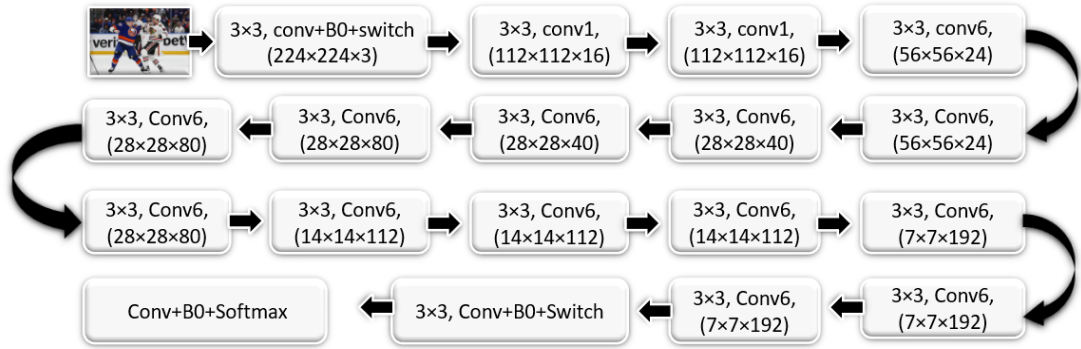 veri
bet
3×3, conv+B0+switch
(224×224×3)
3×3, conv1,
(112×112×16)
3×3, conv1,
(112×112×16)
3×3, conv6,
(56×56×24)
3×3, Conv6,
(28×28×80)
3×3, Conv6,
(28×28×80)
3×3, Conv6,
(28×28×40)
3×3, Conv6,
(28×28×40)
3×3, conv6,
(56×56×24)
3×3, Conv6,
(28×28×80)
3×3, Conv6,
(14×14×112)
3×3, Conv6,
(14×14×112)
3×3, Conv6,
(14×14×112)
3×3, Conv6,
(7×7×192)
Conv+B0+Softmax
3×3, Conv+B0+Switch
3×3, Conv6,
(7×7×192)
3×3, Conv6,
(7×7×192)